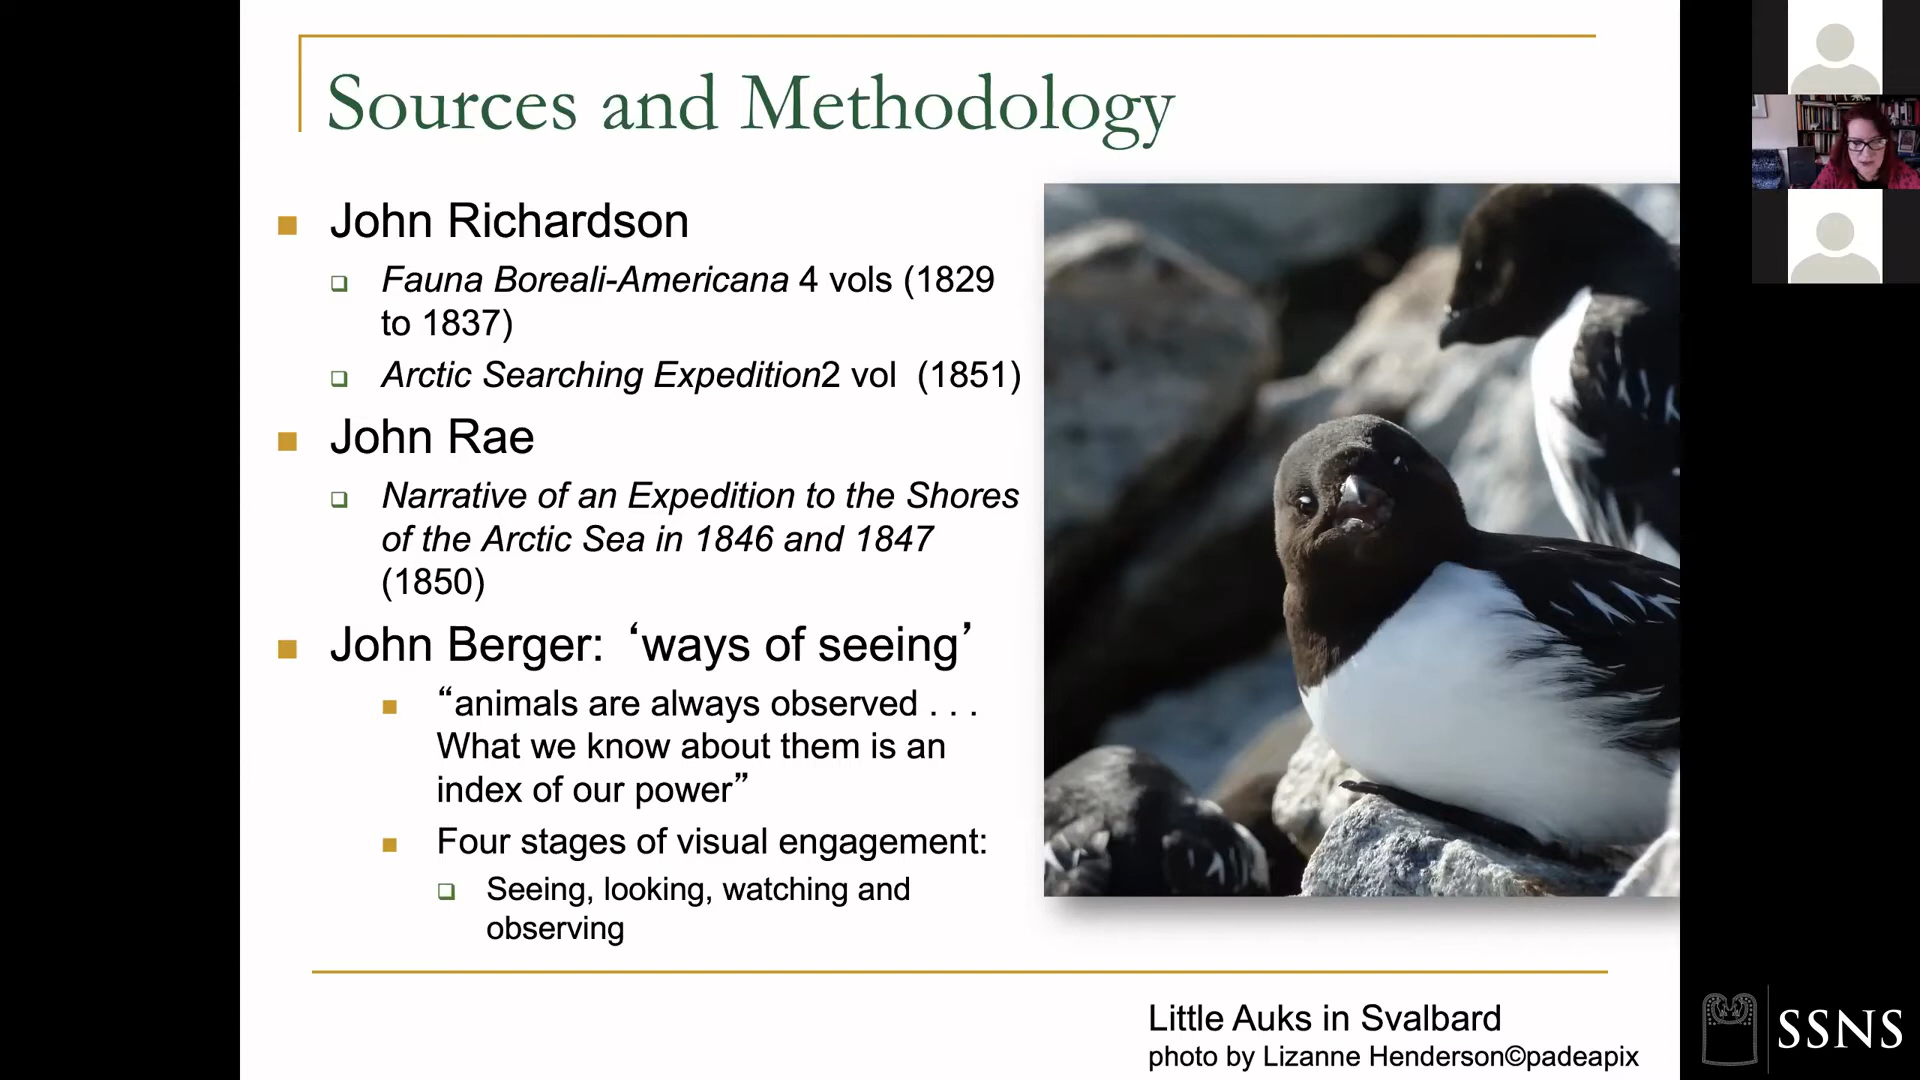 Sources and Methodology
John Richardson
Fauna Boreali-Americana 4 vols (1829
to 1837)
Arctic Searching Expedition2 vol (1851)
John Rae
Narrative of an Expedition to the Shores
of the Arctic Sea in 1846 and 1847
(1850)
John Berger: ‘ways of seeing’
“animals are always observed . . .
What we know about them is an
index of our power”
Four stages of visual engagement:
Seeing, looking, watching and
observing
Little Auks in Svalbard
photo by Lizanne Henderson©padeapix
SSNS